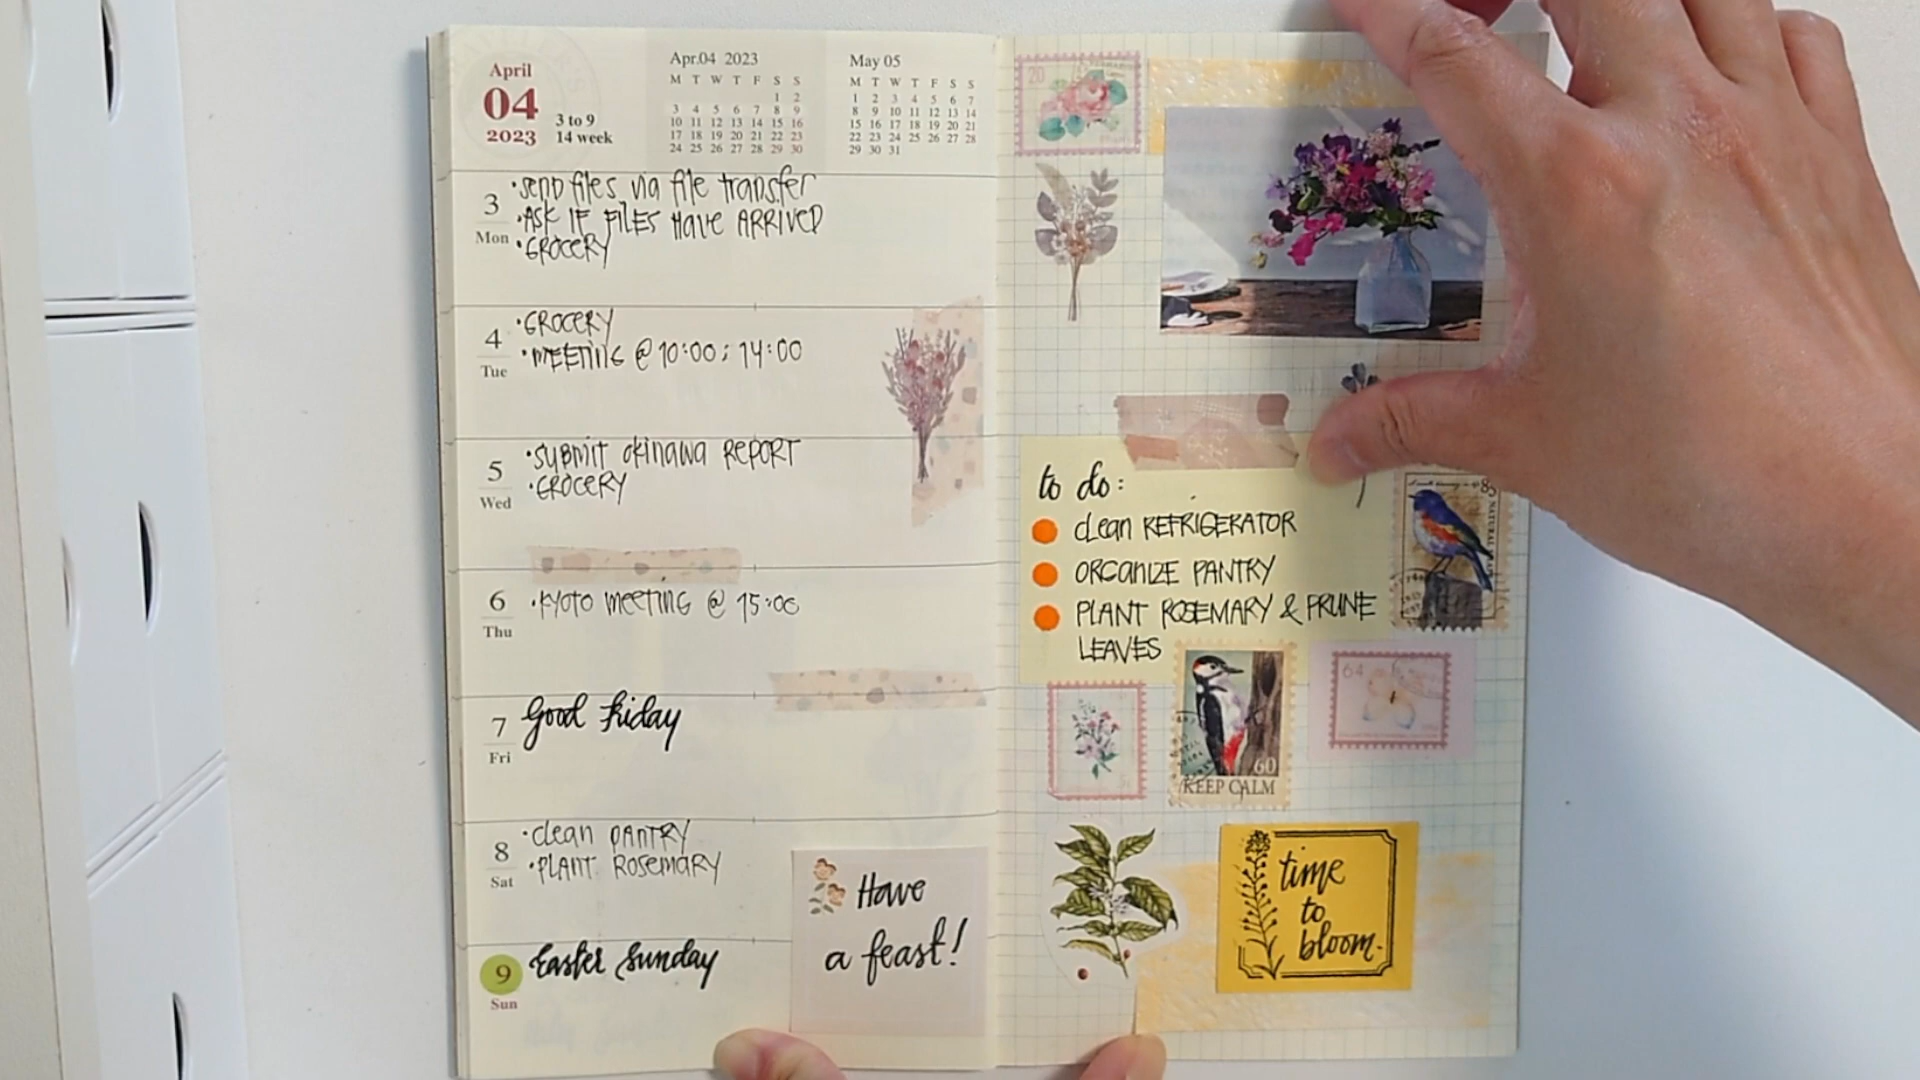 April
04
2023
3 to 9
14 week
Apr.04 2023
M T W T F S S
1 2
3 4 5 6 7 8 9
10 11 12 13 14 15 16
17 18 19 20 21 22 23
24 25 26 27 28 29 30
May 05
M T W T F S S
1 2 3 4 5 6 7
8 9 10 11 12 13 14
15 16 17 18 19 20 21
22 23 24 25 26 27 28
29 30 31
3
Mon
·send files via file transfer
·ASK IF FILES HAVE ARRIVED
·GROCERY
4
Tue
·GROCERY
·MEETING @ 10:00 ; 14:00
5
Wed
·SUBMIT OKINAWA REPORT
·GROCERY
6
Thu
·KYOTO MEETING @ 15:00
7
Fri
Good Friday
8
Sat
·CLEAN PANTRY
·PLANT ROSEMARY
9
Sun
Easter Sunday
Have
a feast!
20
to do:
clean REFRIGERATOR
ORGANIZE PANTRY
PLANT ROSEMARY & PRUNE
LEAVES
85
64
60
KEEP CALM
time
to
bloom.